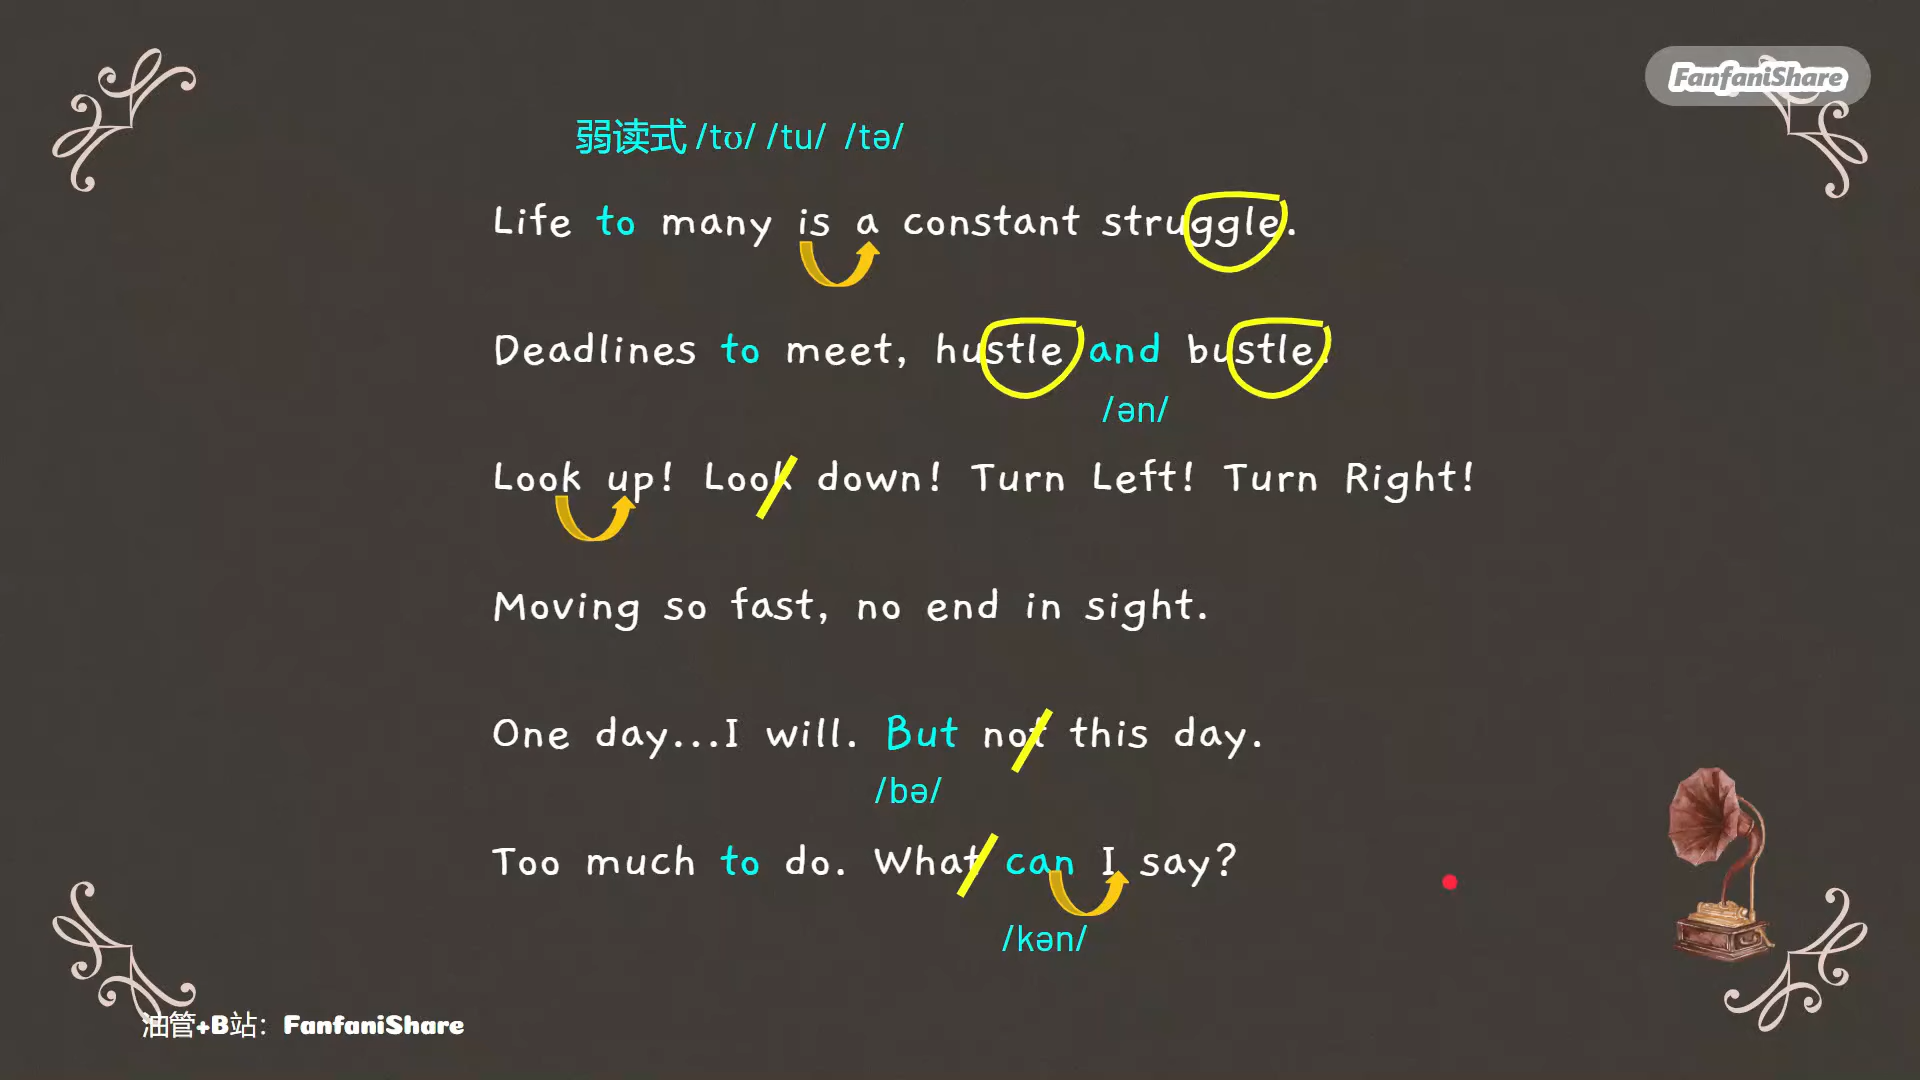 FanfaniShare
弱读式 /tʊ/ /tu/ /tə/
Life to many is a constant struggle.
Deadlines to meet, hustle and bustle.
/ən/
Look up! Look down! Turn Left! Turn Right!
Moving so fast, no end in sight.
One day...I will. But not this day.
/bə/
Too much to do. What can I say?
/kən/
油管+B站：FanfaniShare